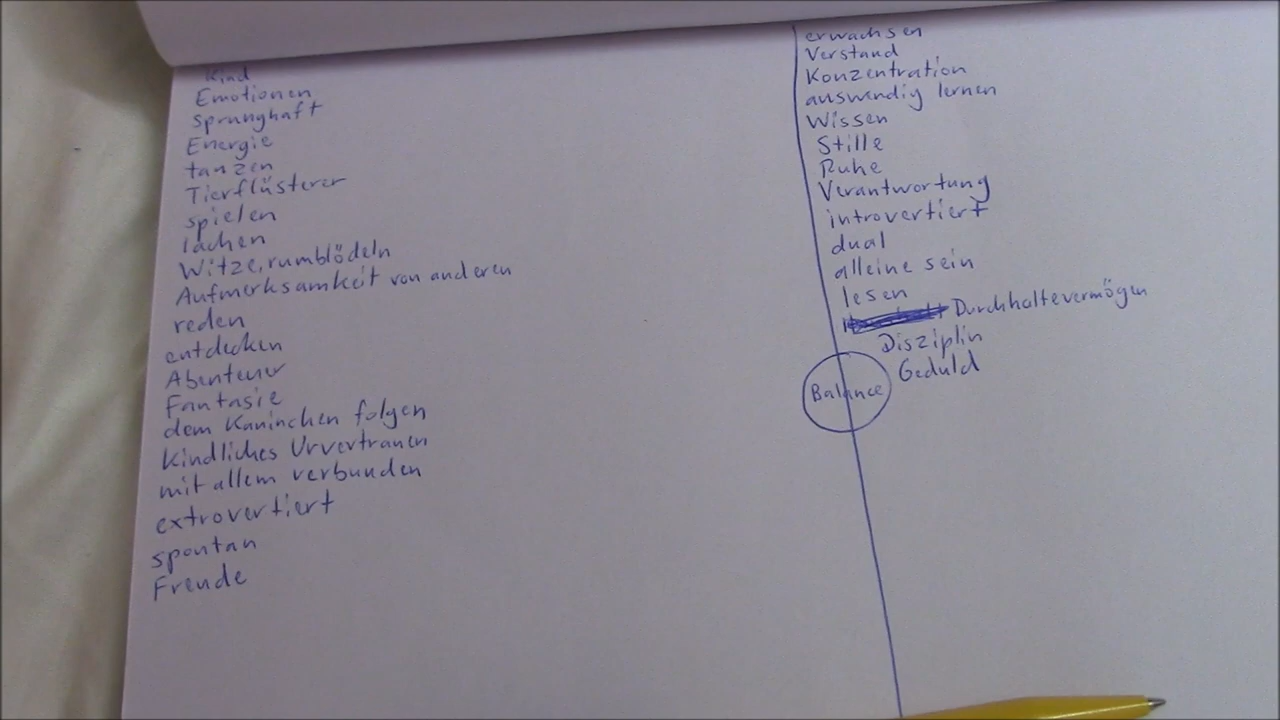 Kind
Emotionen
sprunghaft
Energie
tanzen
Tierflüsterer
spielen
lachen
Witze, rumblödeln
Aufmerksamkeit von anderen
reden
entdecken
Abenteuer
Fantasie
dem Kaninchen folgen
kindliches Urvertrauen
mit allem verbunden
extrovertiert
spontan
Freude
erwachsen
Verstand
Konzentration
auswendig lernen
Wissen
Stille
Ruhe
Verantwortung
introvertiert
dual
alleine sein
lesen
Durchhaltevermögen
Disziplin
Geduld
Balance